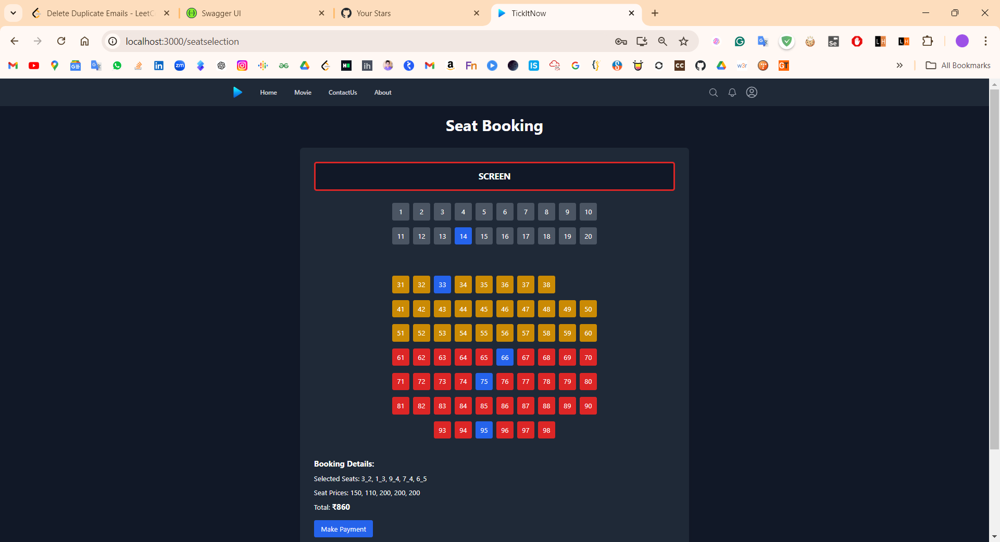 Delete Duplicate Emails - LeetC
Swagger UI
Your Stars
TickItNow
localhost:3000/seatselection
All Bookmarks
Home Movie ContactUs About
Seat Booking
SCREEN
1 2 3 4 5 6 7 8 9 10
11 12 13 14 15 16 17 18 19 20
31 32 33 34 35 36 37 38
41 42 43 44 45 46 47 48 49 50
51 52 53 54 55 56 57 58 59 60
61 62 63 64 65 66 67 68 69 70
71 72 73 74 75 76 77 78 79 80
81 82 83 84 85 86 87 88 89 90
93 94 95 96 97 98
Booking Details:
Selected Seats: 3_2, 1_3, 9_4, 7_4, 6_5
Seat Prices: 150, 110, 200, 200, 200
Total: ₹860
Make Payment